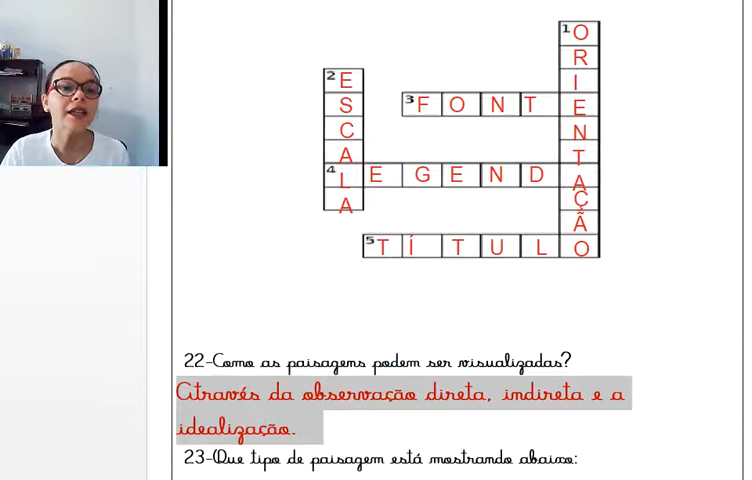 1 O
R
2 E I
S 3 F O N T E
C N
A T
4 L E G E N D A
A Ç
Ã
5 T Í T U L O
22-Como as paisagens podem ser visualizadas?
Através da observação direta, indireta e a
idealização.
23-Que tipo de paisagem está mostrando abaixo: